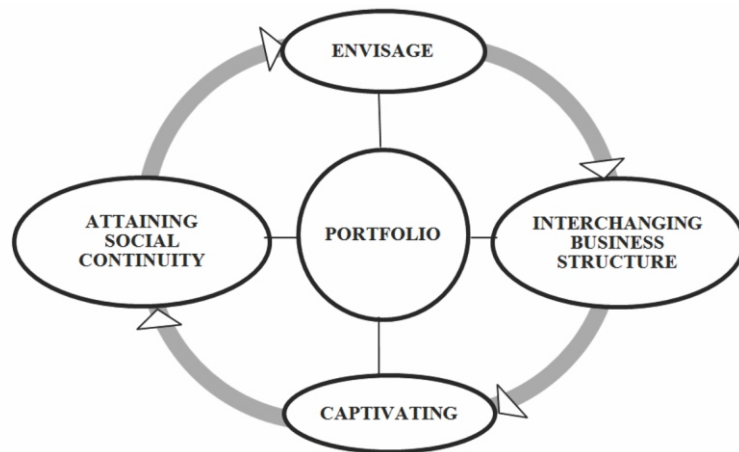 ENVISAGE
ATTAINING
SOCIAL
CONTINUITY
PORTFOLIO
INTERCHANGING
BUSINESS
STRUCTURE
CAPTIVATING